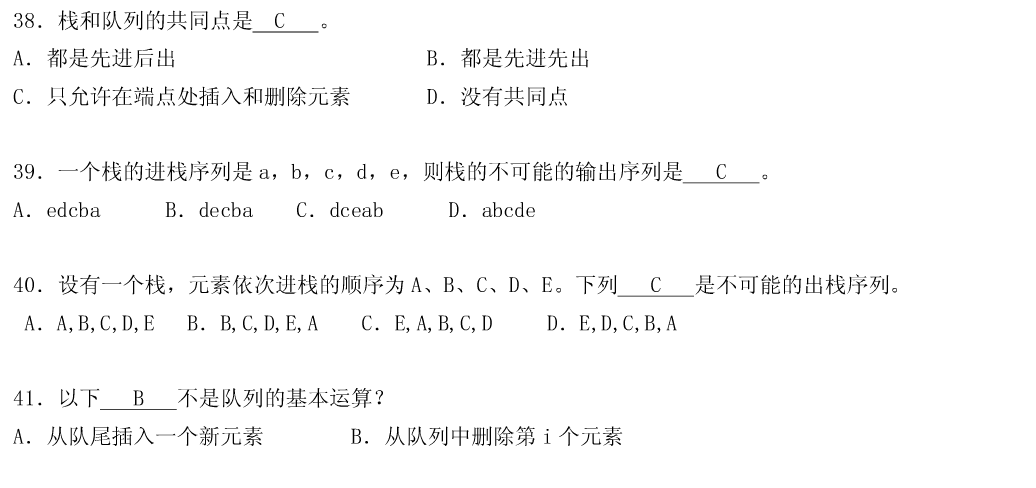 38．栈和队列的共同点是 C 。
A．都是先进后出 B．都是先进先出
C．只允许在端点处插入和删除元素 D．没有共同点
39．一个栈的进栈序列是 a，b，c，d，e，则栈的不可能的输出序列是 C 。
A．edcba B．decba C．dceab D．abcde
40．设有一个栈，元素依次进栈的顺序为 A、B、C、D、E。下列 C 是不可能的出栈序列。
A．A,B,C,D,E B．B,C,D,E,A C．E,A,B,C,D D．E,D,C,B,A
41．以下 B 不是队列的基本运算？
A．从队尾插入一个新元素 B．从队列中删除第 i 个元素